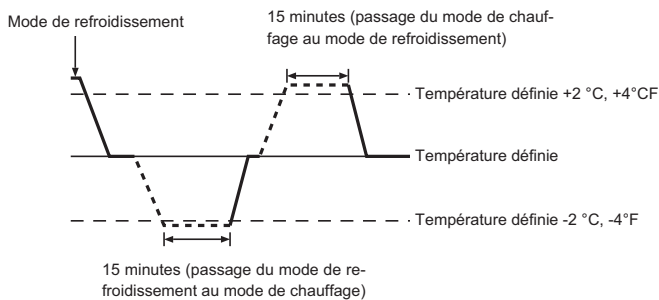 Mode de refroidissement
15 minutes (passage du mode de chauf-
fage au mode de refroidissement)
Température définie +2 °C, +4°CF
Température définie
Température définie -2 °C, -4°F
15 minutes (passage du mode de re-
froidissement au mode de chauffage)